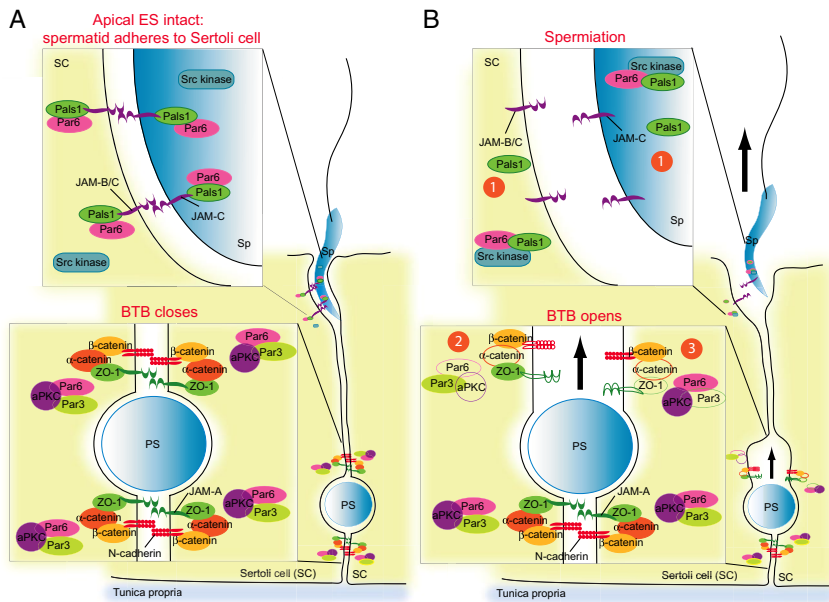 A
Apical ES intact:
spermatid adheres to Sertoli cell
SC
Src kinase
Pals1
Par6
Pals1
Par6
Par6
Pals1
JAM-B/C
Pals1
JAM-C
Par6
Sp
Src kinase
Sp
BTB closes
β-catenin
β-catenin
α-catenin
α-catenin
ZO-1
ZO-1
Par6
aPKC
Par3
Par6
aPKC
Par3
PS
JAM-A
ZO-1
ZO-1
α-catenin
α-catenin
β-catenin
β-catenin
N-cadherin
Par6
aPKC
Par3
Par6
aPKC
Par3
PS
Sertoli cell (SC)
SC
Tunica propria
B
Spermiation
SC
Src kinase
Par6
Pals1
Pals1
JAM-B/C
JAM-C
Pals1
1
1
Par6
Pals1
Src kinase
Sp
Sp
BTB opens
2
β-catenin
β-catenin
3
α-catenin
α-catenin
ZO-1
ZO-1
Par6
Par3
aPKC
Par6
aPKC
Par3
PS
JAM-A
ZO-1
ZO-1
α-catenin
α-catenin
β-catenin
β-catenin
N-cadherin
Par6
aPKC
Par3
Par6
aPKC
Par3
PS
Sertoli cell (SC)
SC
Tunica propria